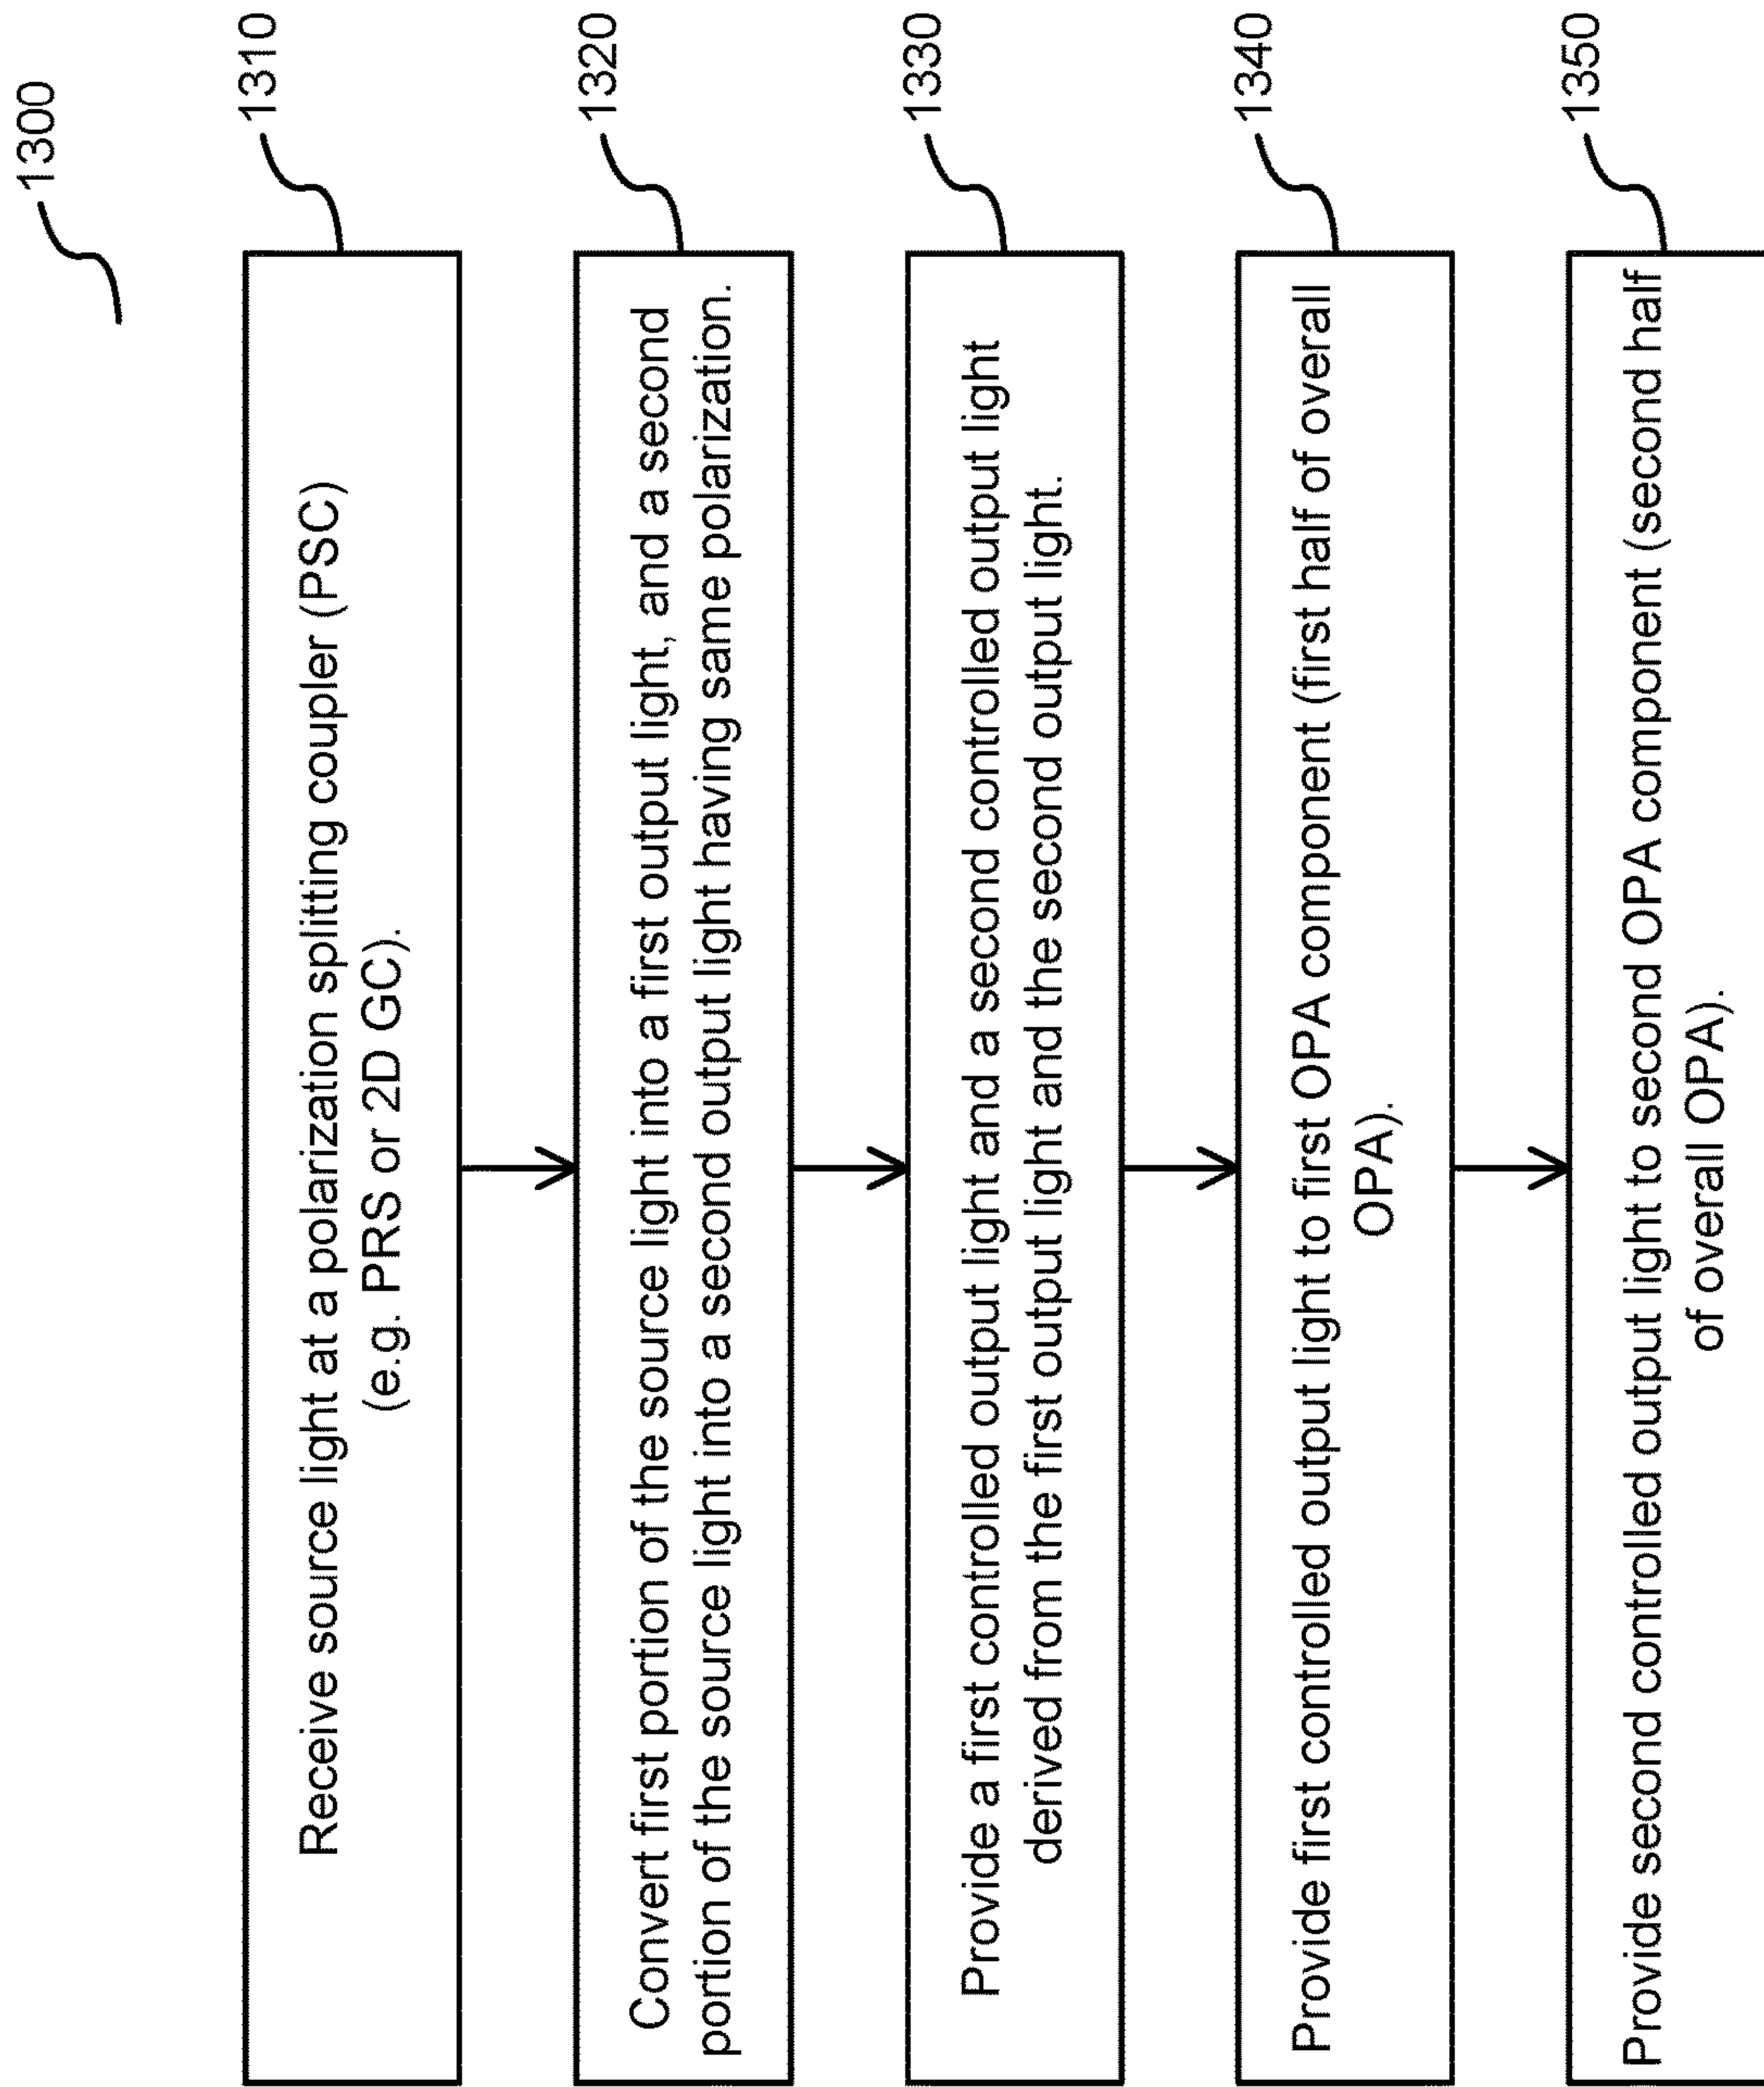 1300
Receive source light at a polarization splitting coupler (PSC)
(e.g. PRS or 2D GC).
1310
Convert first portion of the source light into a first output light, and a second
portion of the source light into a second output light having same polarization.
1320
Provide a first controlled output light and a second controlled output light
derived from the first output light and the second output light.
1330
Provide first controlled output light to first OPA component (first half of overall
OPA).
1340
Provide second controlled output light to second OPA component (second half
of overall OPA).
1350